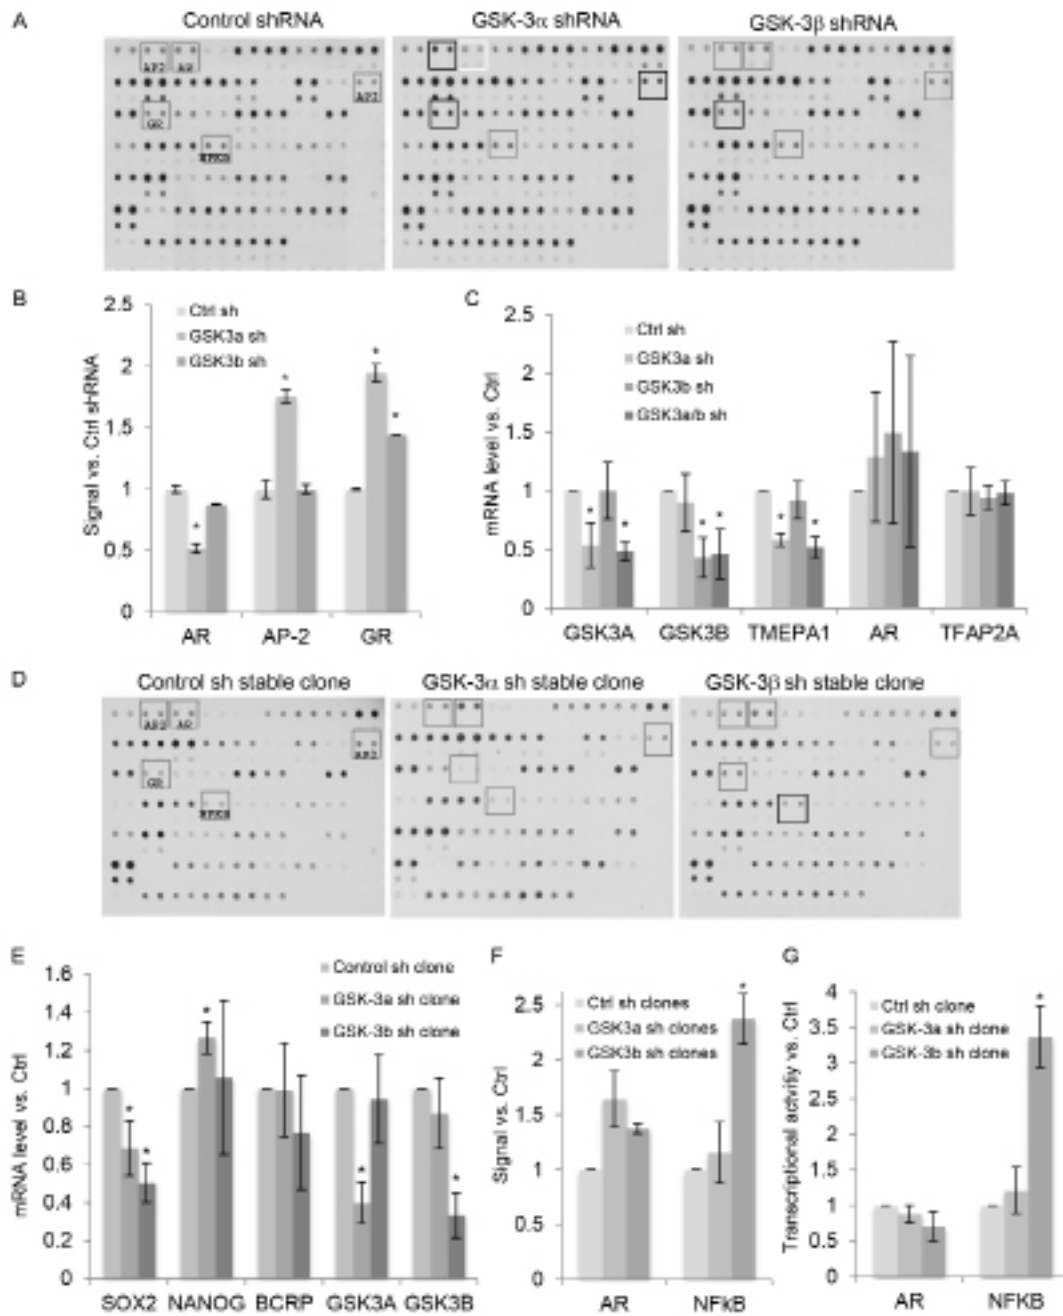 A
Control shRNA
GSK-3α shRNA
GSK-3β shRNA
AP2 AR
AP2
GR
NFKB
B
2.5
2
1.5
1
0.5
0
Signal vs. Ctrl shRNA
Ctrl sh
GSK3a sh
GSK3b sh
*
*
*
*
AR AP-2 GR
C
2.5
2
1.5
1
0.5
0
mRNA level vs. Ctrl
Ctrl sh
GSK3a sh
GSK3b sh
GSK3a/b sh
* * * * * *
GSK3A GSK3B TMEPA1 AR TFAP2A
D
Control sh stable clone
GSK-3α sh stable clone
GSK-3β sh stable clone
AP2 AR
AP2
GR
NFKB
E
1.6
1.4
1.2
1
0.8
0.6
0.4
0.2
0
mRNA level vs. Ctrl
Control sh clone
GSK-3a sh clone
GSK-3b sh clone
* * * * *
SOX2 NANOG BCRP GSK3A GSK3B
F
2.5
2
1.5
1
0.5
0
Signal vs. Ctrl
Ctrl sh clones
GSK3a sh clones
GSK3b sh clones
*
AR NFkB
G
4
3.5
3
2.5
2
1.5
1
0.5
0
Transcriptional activitiy vs. Ctrl
Ctrl sh clone
GSK-3a sh clone
GSK-3b sh clone
*
AR NFKB